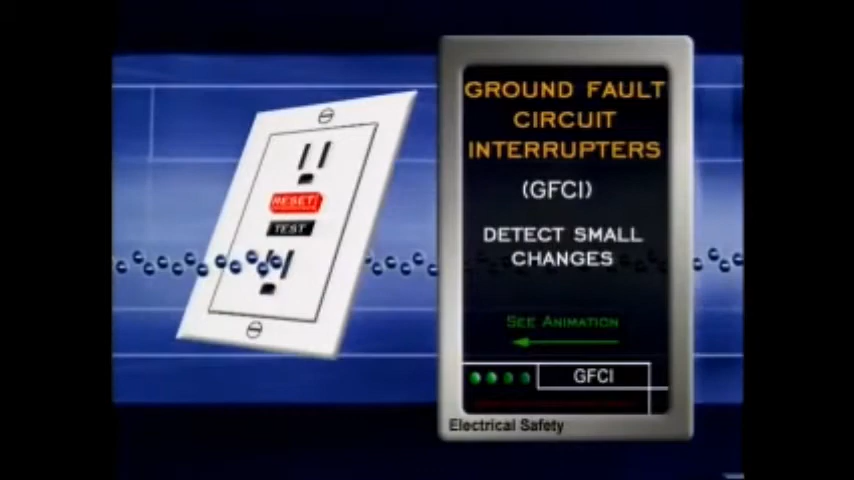 RESET
TEST
GROUND FAULT
CIRCUIT
INTERRUPTERS
(GFCI)
DETECT SMALL
CHANGES
SEE ANIMATION
GFCI
Electrical Safety